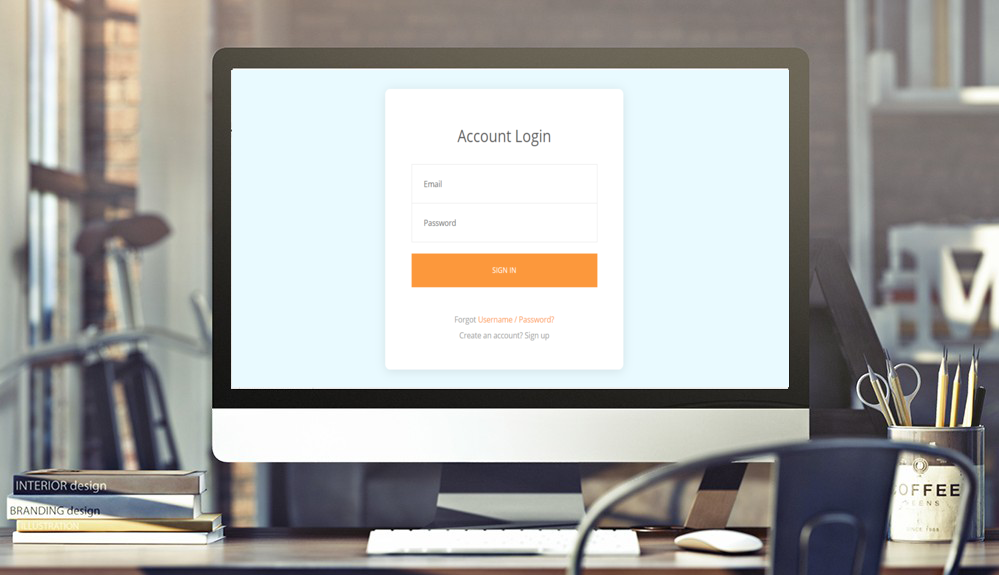 Account Login
Email
Password
SIGN IN
Forgot Username / Password?
Create an account? Sign up
INTERIOR design
BRANDING design
ILLUSTRATION
W
COFFEE